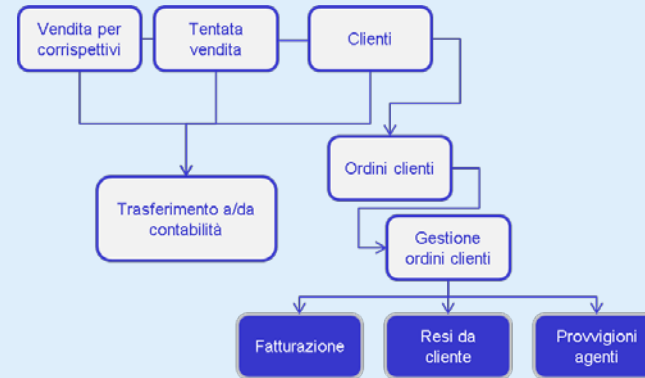 Vendita per
corrispettivi
Tentata
vendita
Clienti
Ordini clienti
Trasferimento a/da
contabilità
Gestione
ordini clienti
Fatturazione
Resi da
cliente
Provvigioni
agenti